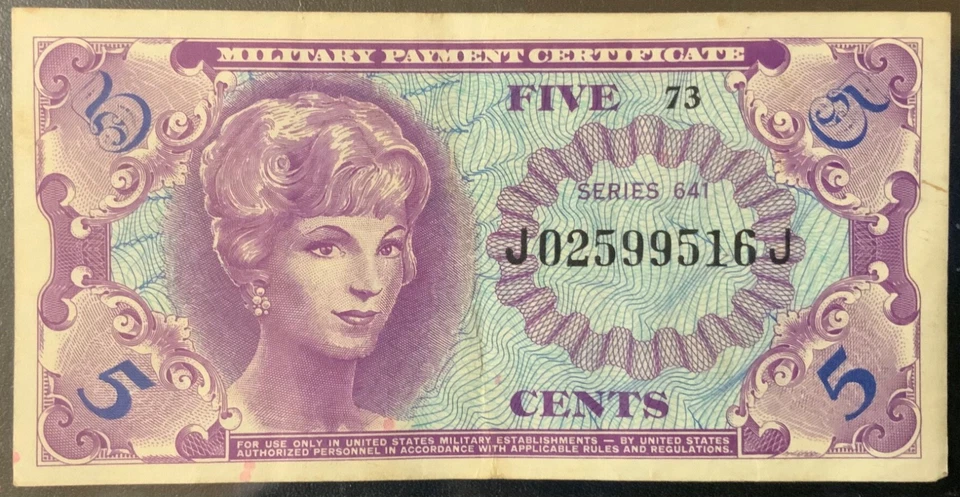 MILITARY PAYMENT CERTIFICATE
5 FIVE 73 5
SERIES 641
J02599516J
5 CENTS 5
FOR USE ONLY IN UNITED STATES MILITARY ESTABLISHMENTS — BY UNITED STATES
AUTHORIZED PERSONNEL IN ACCORDANCE WITH APPLICABLE RULES AND REGULATIONS.